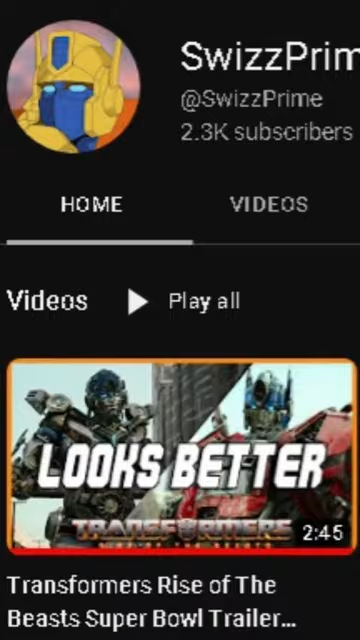 SwizzPrim
@SwizzPrime
2.3K subscribers
HOME VIDEOS
Videos Play all
LOOKS BETTER
TRANSFORMERS
2:45
Transformers Rise of The
Beasts Super Bowl Trailer...